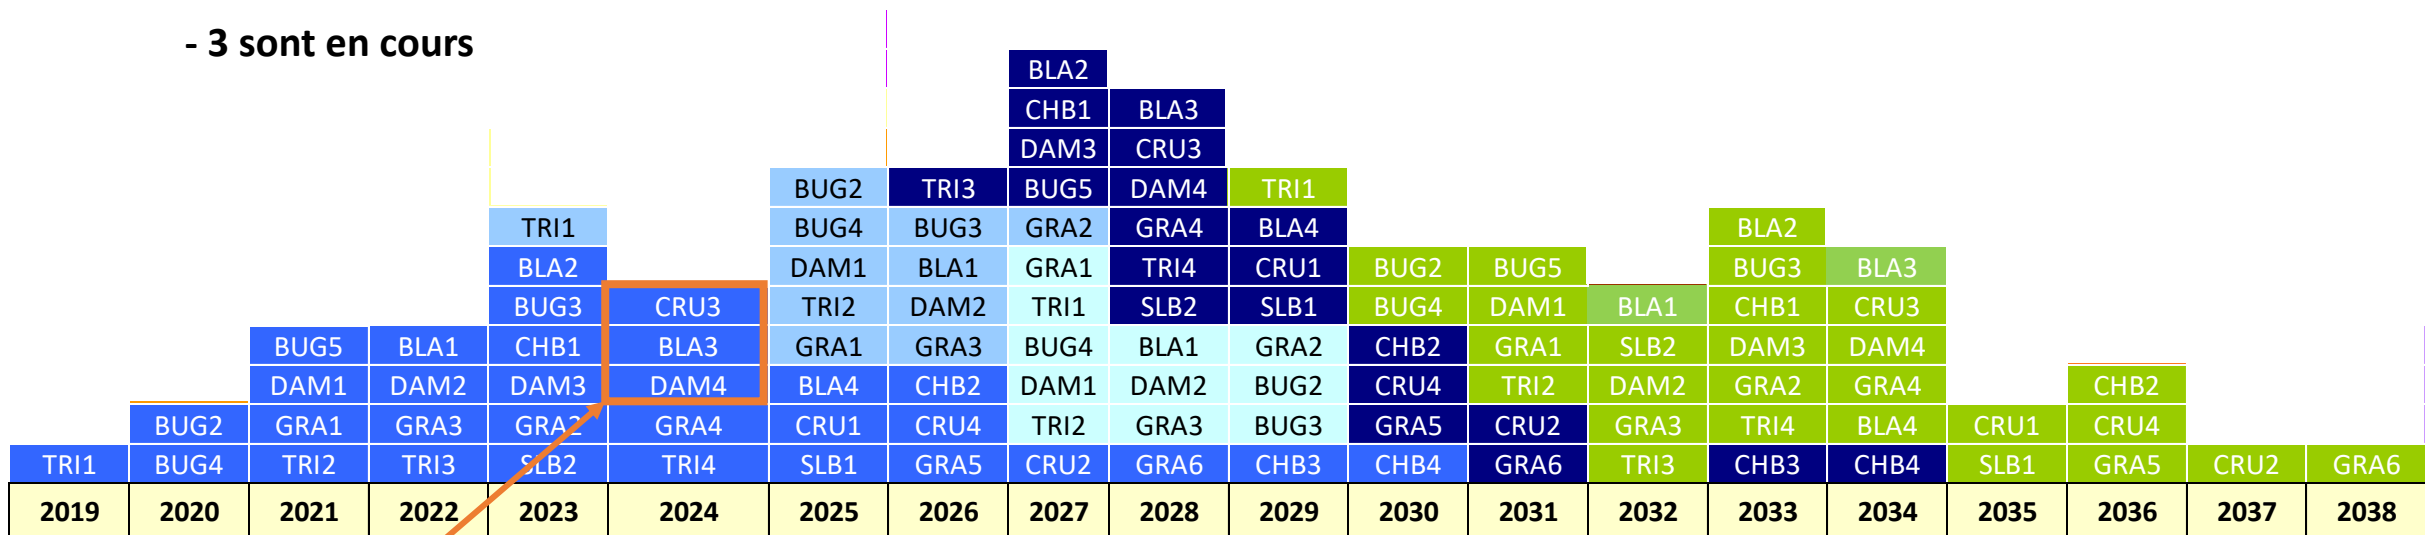 - 3 sont en cours
BLA2
CHB1 BLA3
DAM3 CRU3
BUG2 TRI3 BUG5 DAM4 TRI1
TRI1 BUG4 BUG3 GRA2 GRA4 BLA4 BLA2
BLA2 DAM1 BLA1 GRA1 TRI4 CRU1 BUG2 BUG5 BUG3 BLA3
BUG3 CRU3 TRI2 DAM2 TRI1 SLB2 SLB1 BUG4 DAM1 BLA1 CHB1 CRU3
BUG5 BLA1 CHB1 BLA3 GRA1 GRA3 BUG4 BLA1 GRA2 CHB2 GRA1 SLB2 DAM3 DAM4
DAM1 DAM2 DAM3 DAM4 BLA4 CHB2 DAM1 DAM2 BUG2 CRU4 TRI2 DAM2 GRA2 GRA4 CHB2
BUG2 GRA1 GRA3 GRA2 GRA4 CRU1 CRU4 TRI2 GRA3 BUG3 GRA5 CRU2 GRA3 TRI4 BLA4 CRU1 CRU4
TRI1 BUG4 TRI2 TRI3 SLB2 TRI4 SLB1 GRA5 CRU2 GRA6 CHB3 CHB4 GRA6 TRI3 CHB3 CHB4 SLB1 GRA5 CRU2 GRA6
2019 2020 2021 2022 2023 2024 2025 2026 2027 2028 2029 2030 2031 2032 2033 2034 2035 2036 2037 2038